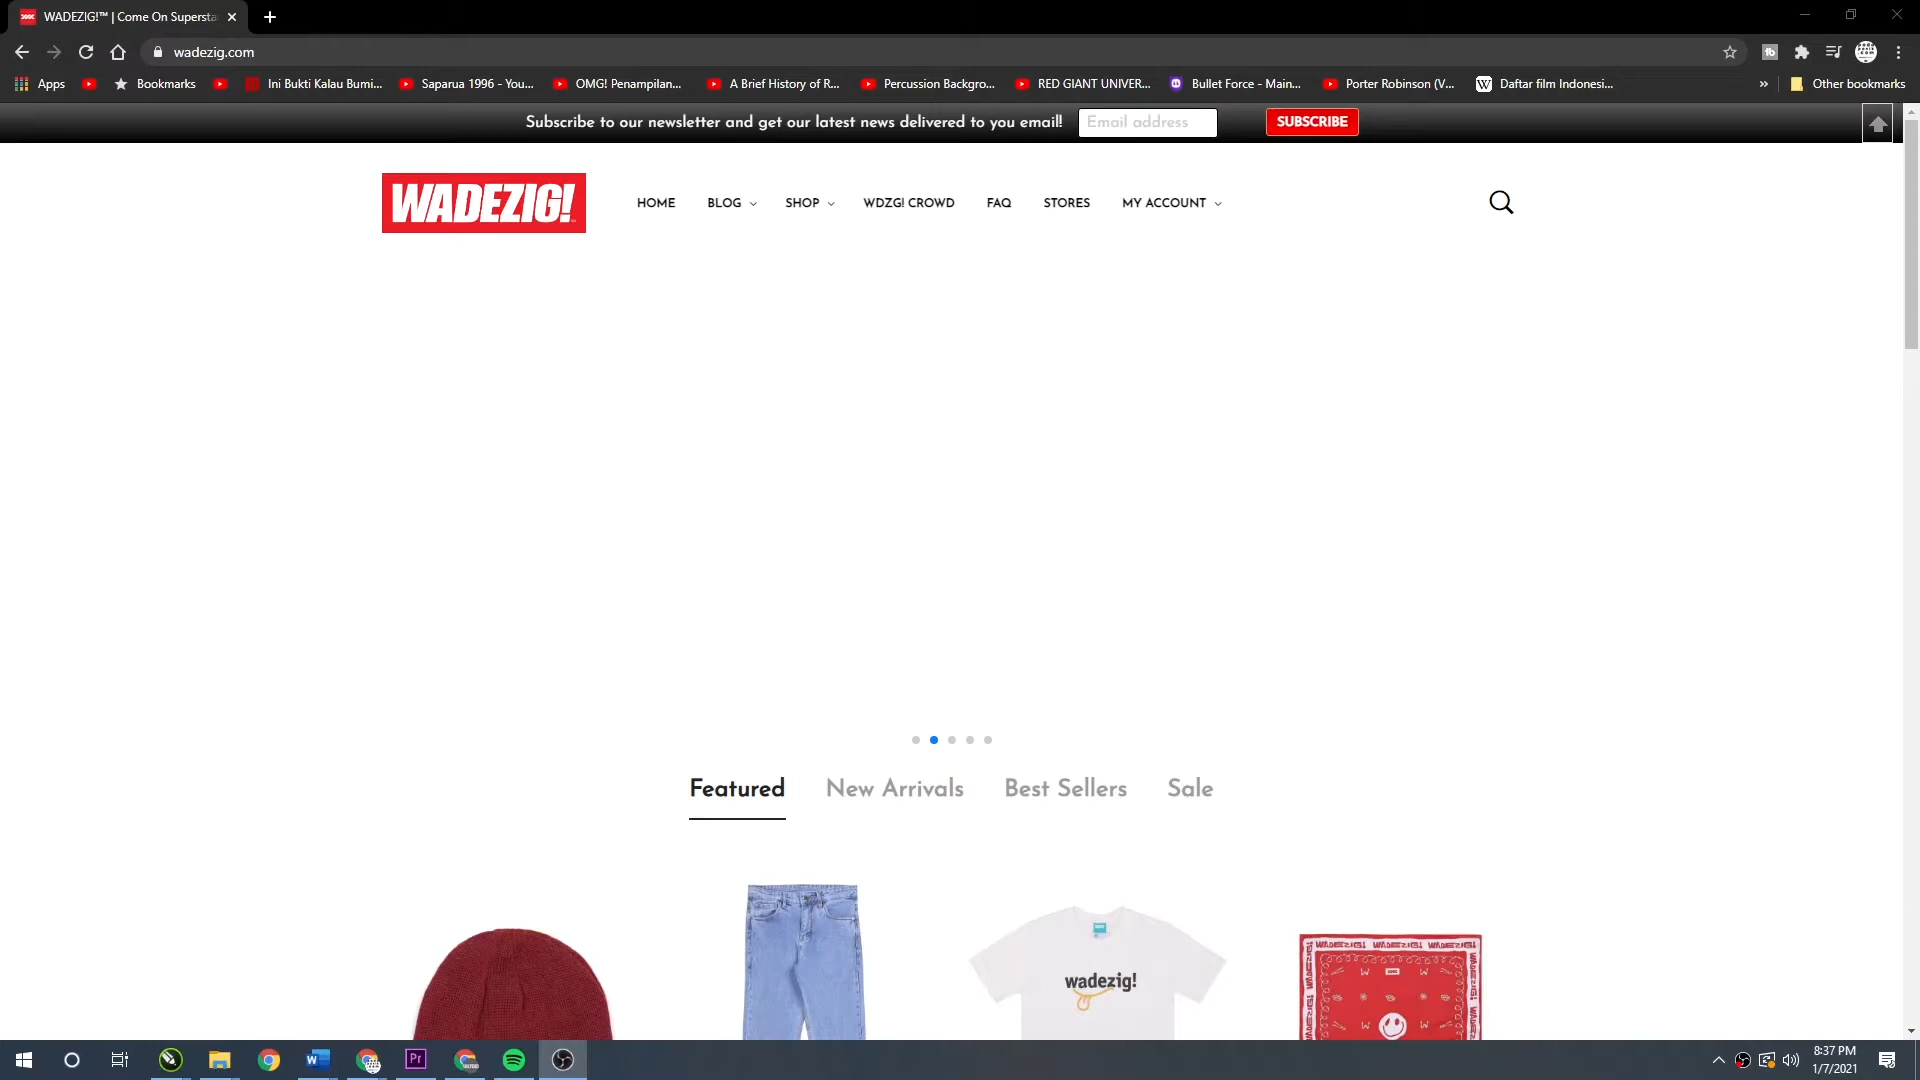 WADEZIG!™ | Come On Supersta
wadezig.com
Apps
Bookmarks
Ini Bukti Kalau Bumi...
Saparua 1996 - You...
OMG! Penampilan...
A Brief History of R...
Percussion Backgro...
RED GIANT UNIVER...
Bullet Force - Main...
Porter Robinson (V...
Daftar film Indonesi...
Other bookmarks
Subscribe to our newsletter and get our latest news delivered to you email!
Email address
SUBSCRIBE
WADEZIG!
HOME
BLOG
SHOP
WDZG! CROWD
FAQ
STORES
MY ACCOUNT
Featured
New Arrivals
Best Sellers
Sale
wadezig!
WADEZIG! WADEZIG! WADEZIG!
8:37 PM
1/7/2021